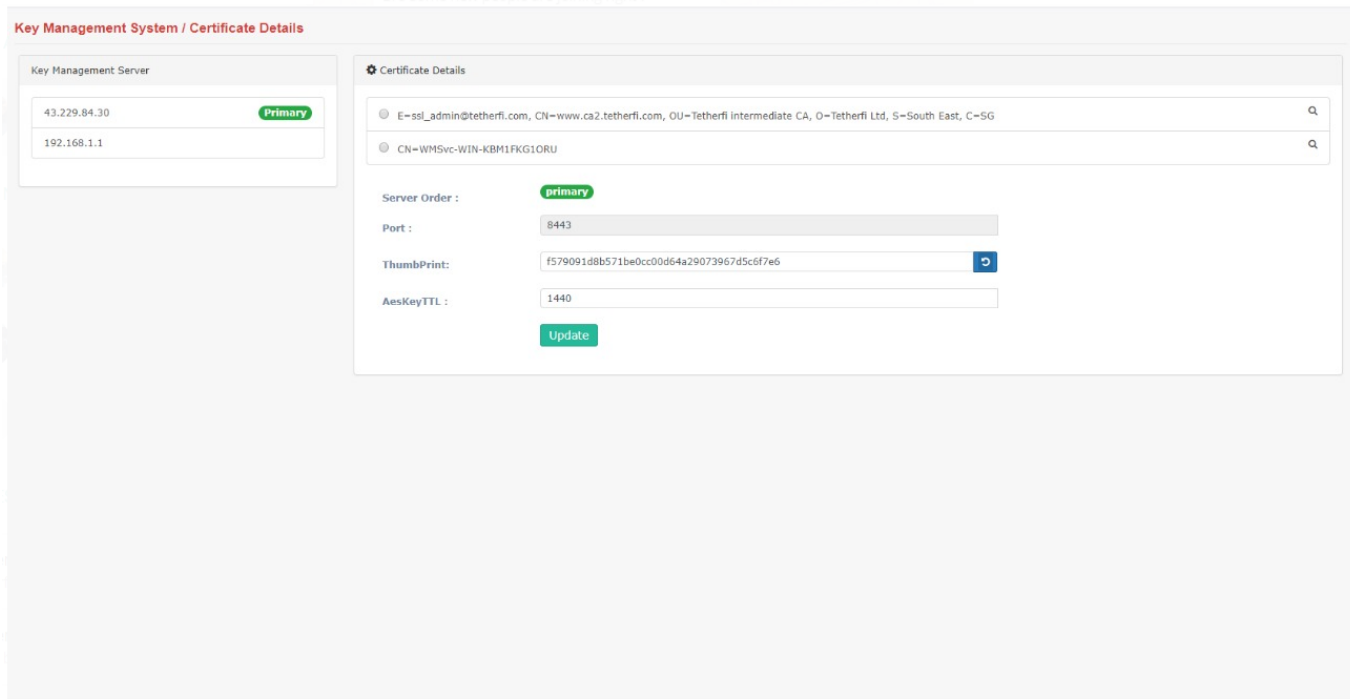 Key Management System / Certificate Details
Key Management Server
43.229.84.30 Primary
192.168.1.1
Certificate Details
E=ssl_admin@tetherfi.com, CN=www.ca2.tetherfi.com, OU=Tetherfi intermediate CA, O=Tetherfi Ltd, S=South East, C=SG
CN=WMSvc-WIN-KBM1FKG1ORU
Server Order : primary
Port : 8443
ThumbPrint: f579091d8b571be0cc00d64a29073967d5c6f7e6
AesKeyTTL : 1440
Update